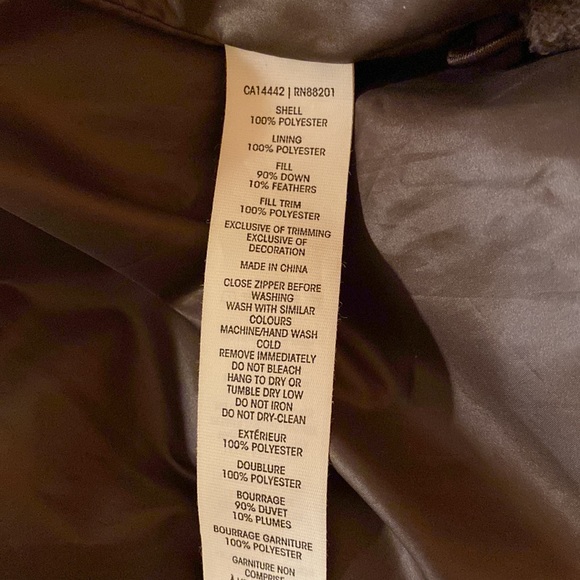 CA14442 | RN88201
SHELL
100% POLYESTER
LINING
100% POLYESTER
FILL
90% DOWN
10% FEATHERS
FILL TRIM
100% POLYESTER
EXCLUSIVE OF TRIMMING
EXCLUSIVE OF
DECORATION
MADE IN CHINA
CLOSE ZIPPER BEFORE
WASHING
WASH WITH SIMILAR
COLOURS
MACHINE/HAND WASH
COLD
REMOVE IMMEDIATELY
DO NOT BLEACH
HANG TO DRY OR
TUMBLE DRY LOW
DO NOT IRON
DO NOT DRY-CLEAN
EXTÉRIEUR
100% POLYESTER
DOUBLURE
100% POLYESTER
BOURRAGE
90% DUVET
10% PLUMES
BOURRAGE GARNITURE
100% POLYESTER
GARNITURE NON
COMPRISE